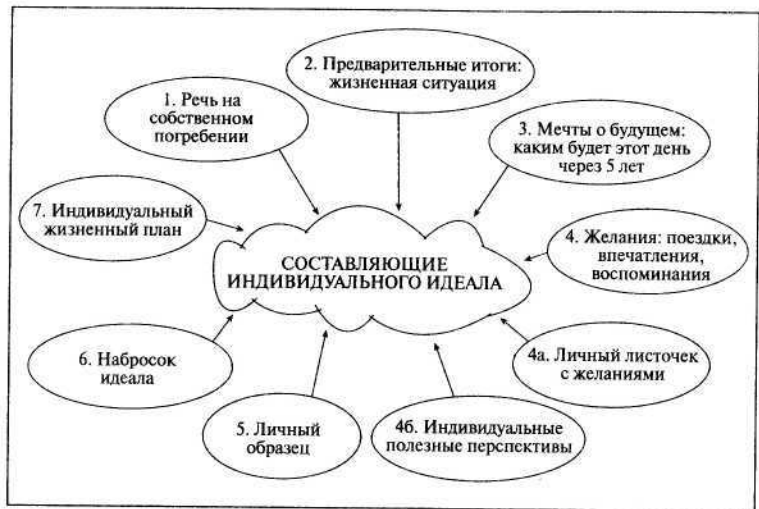 1. Речь на
собственном
погребении
2. Предварительные итоги:
жизненная ситуация
3. Мечты о будущем:
каким будет этот день
через 5 лет
4. Желания: поездки,
впечатления,
воспоминания
4а. Личный листочек
с желаниями
4б. Индивидуальные
полезные перспективы
5. Личный
образец
6. Набросок
идеала
7. Индивидуальный
жизненный план
СОСТАВЛЯЮЩИЕ
ИНДИВИДУАЛЬНОГО ИДЕАЛА